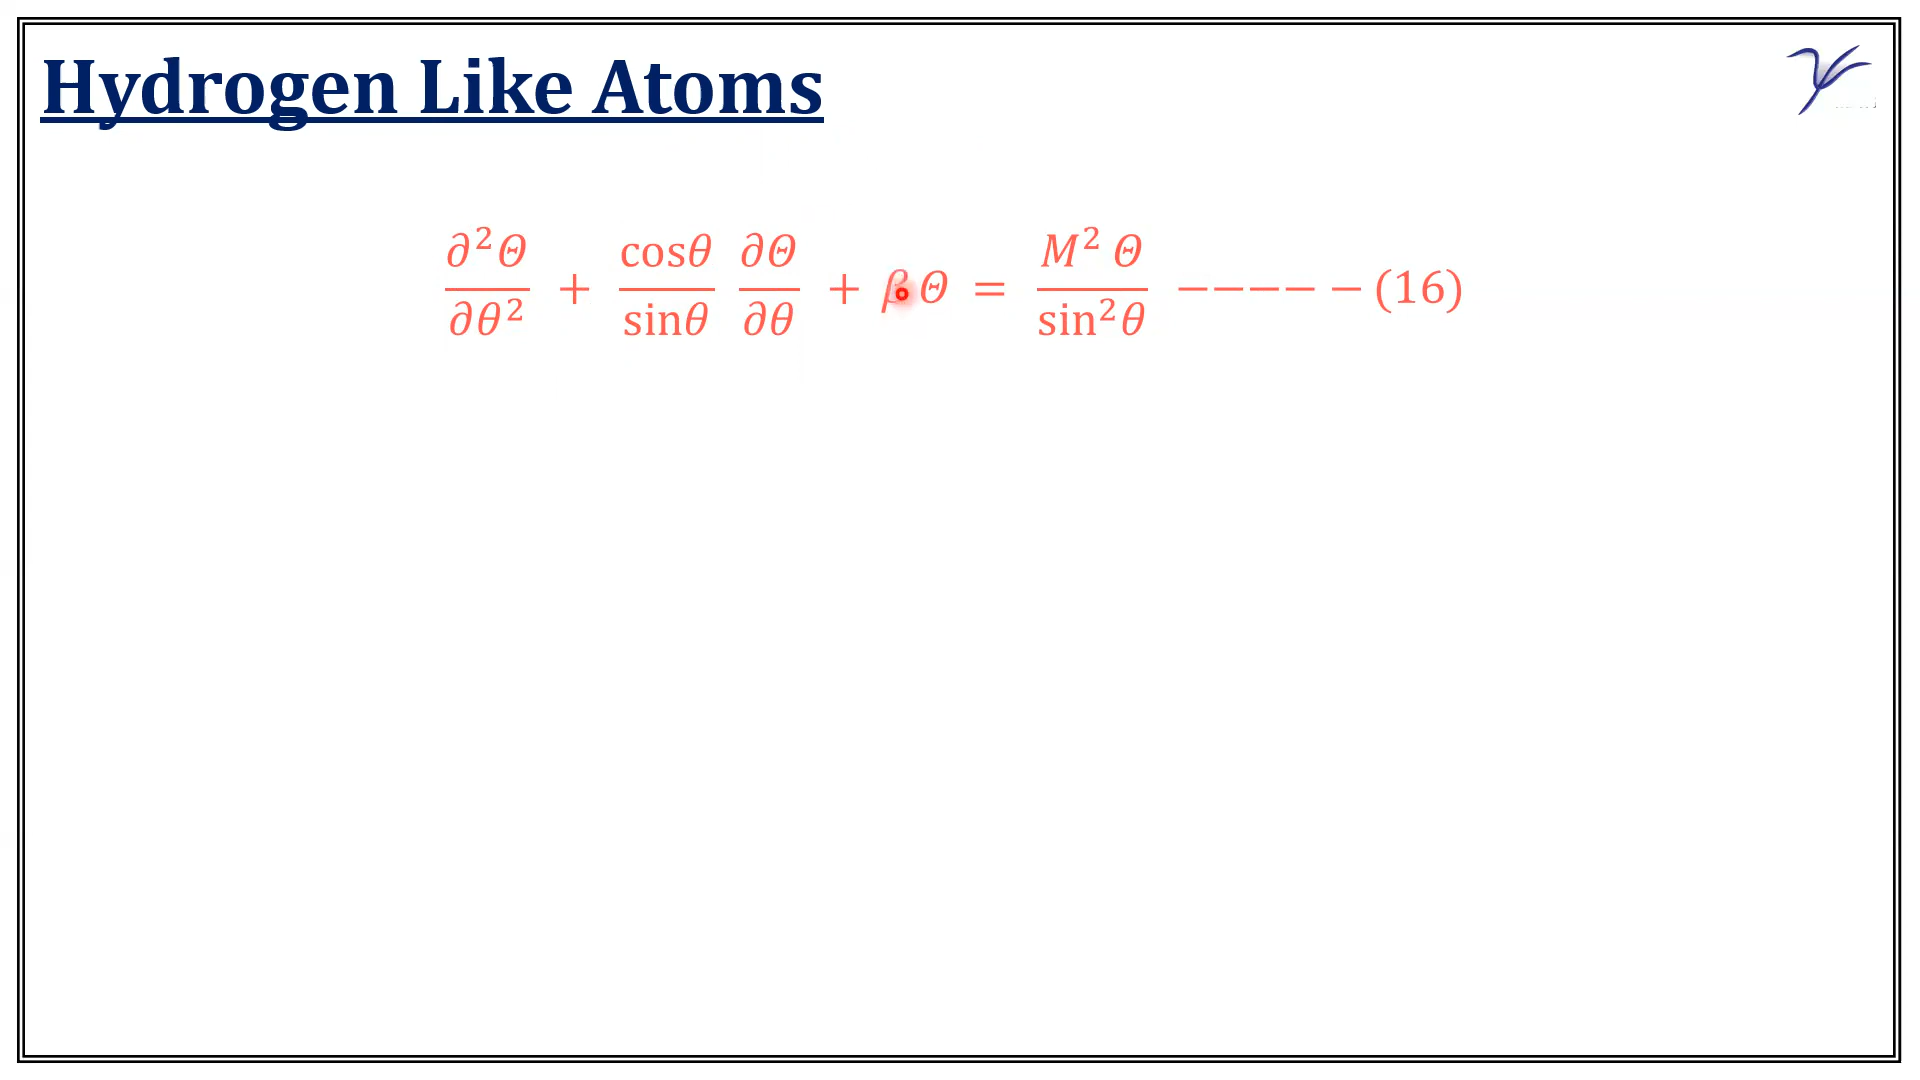 Hydrogen Like Atoms
∂²Θ/∂θ² + cosθ/sinθ ∂Θ/∂θ + βΘ = M² Θ/sin²θ −−−−−(16)